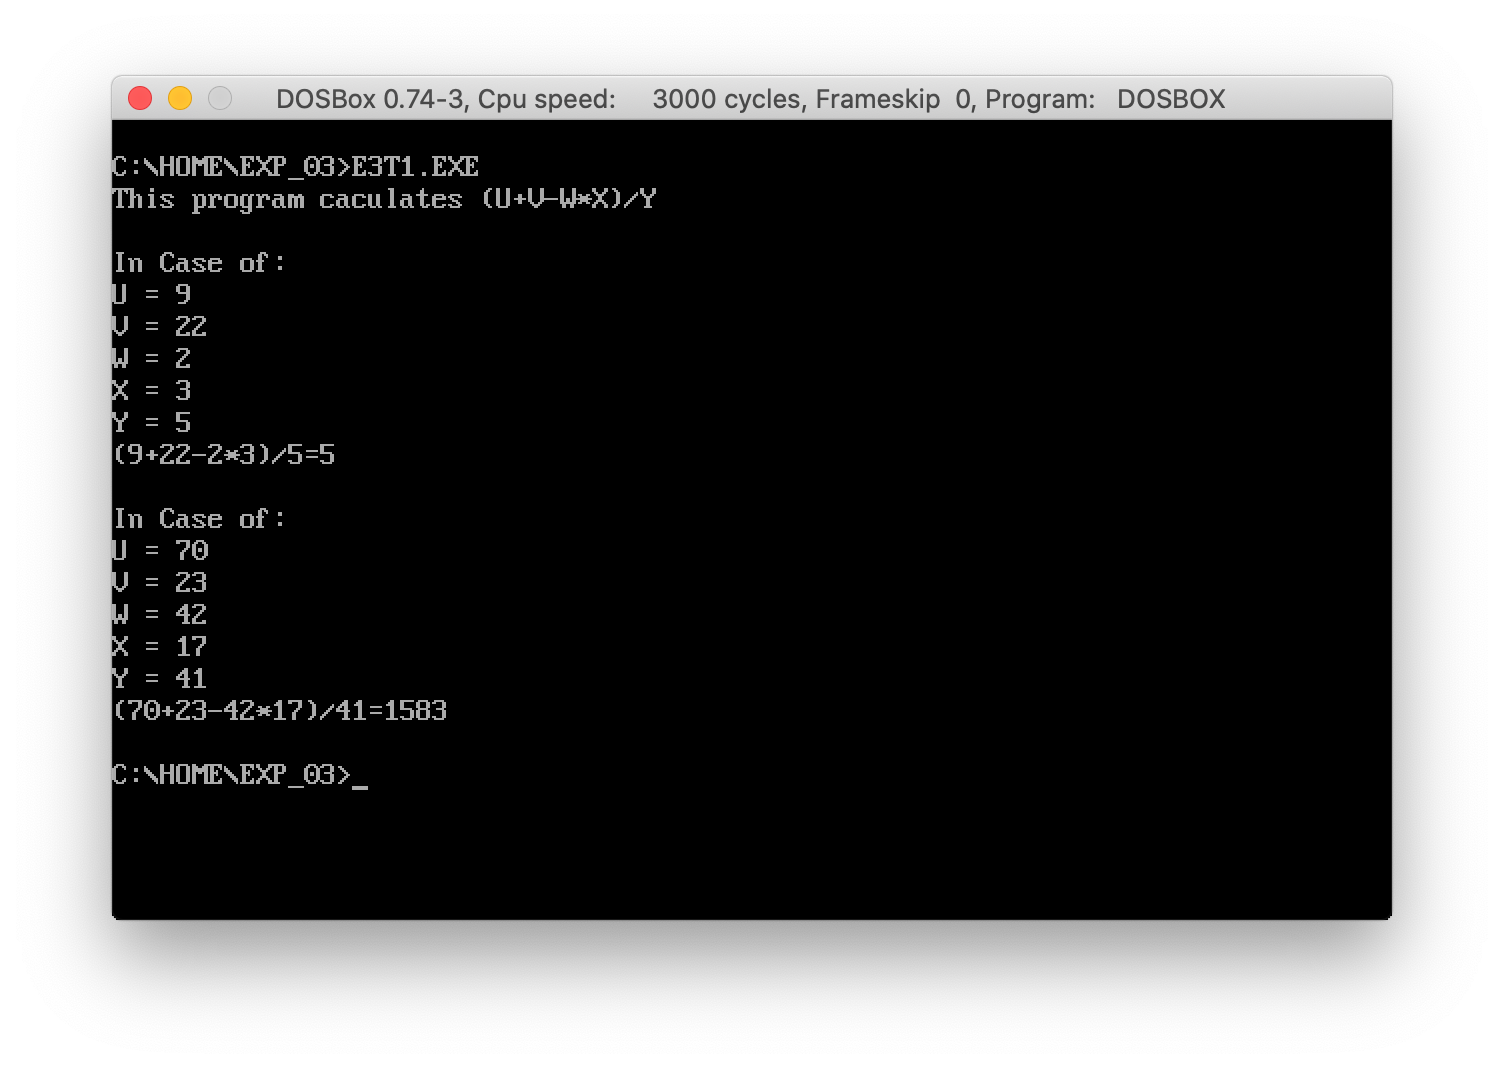 DOSBox 0.74-3, Cpu speed: 3000 cycles, Frameskip 0, Program: DOSBOX
C:\HOME\EXP_03>E3T1.EXE
This program caculates (U+V-W*X)/Y
In Case of:
U = 9
V = 22
W = 2
X = 3
Y = 5
(9+22-2*3)/5=5
In Case of:
U = 70
V = 23
W = 42
X = 17
Y = 41
(70+23-42*17)/41=1583
C:\HOME\EXP_03>_